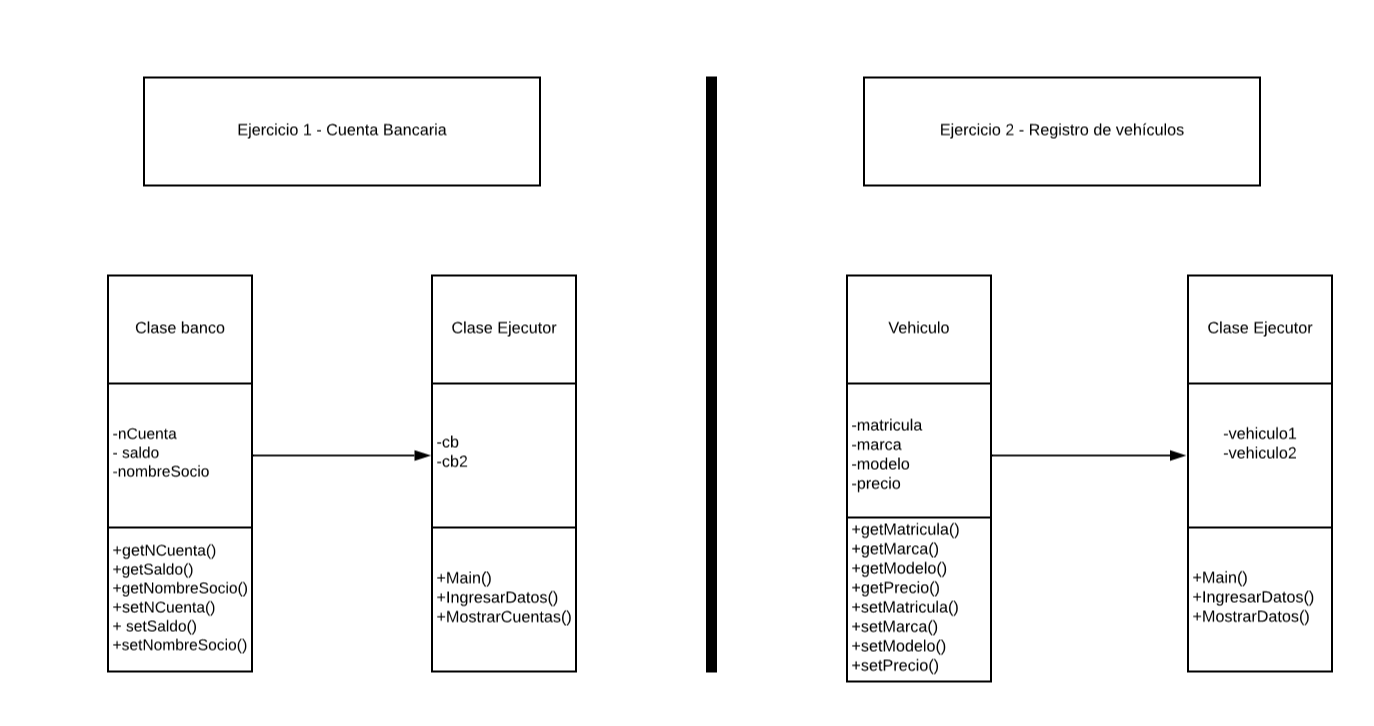 Ejercicio 1 - Cuenta Bancaria
Clase banco
-nCuenta
- saldo
-nombreSocio
+getNCuenta()
+getSaldo()
+getNombreSocio()
+setNCuenta()
+ setSaldo()
+setNombreSocio()
Clase Ejecutor
-cb
-cb2
+Main()
+IngresarDatos()
+MostrarCuentas()
Ejercicio 2 - Registro de vehículos
Vehiculo
-matricula
-marca
-modelo
-precio
+getMatricula()
+getMarca()
+getModelo()
+getPrecio()
+setMatricula()
+setMarca()
+setModelo()
+setPrecio()
Clase Ejecutor
-vehiculo1
-vehiculo2
+Main()
+IngresarDatos()
+MostrarDatos()